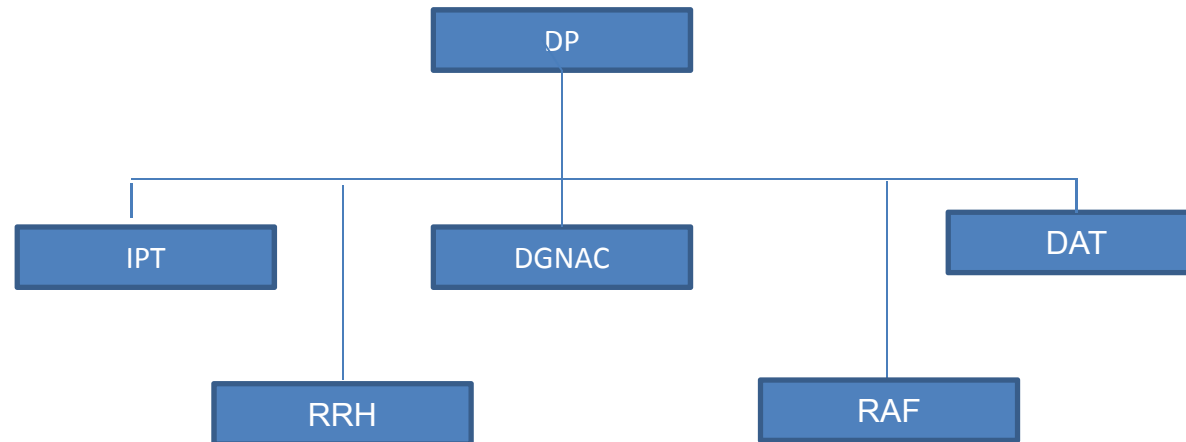 DP
IPT
DGNAC
DAT
RRH
RAF